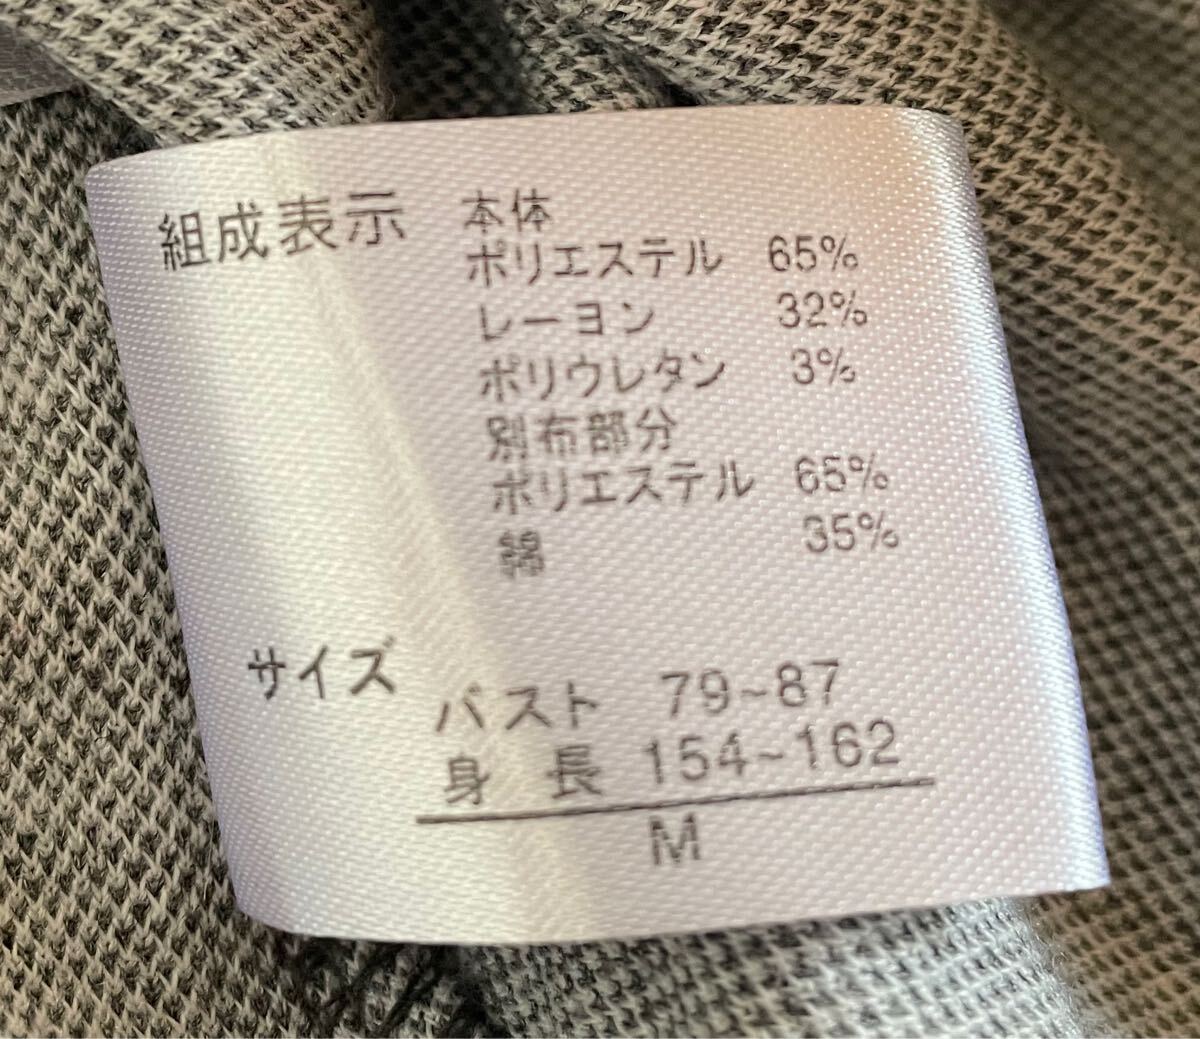 組成表示 本体
ポリエステル 65%
レーヨン 32%
ポリウレタン 3%
別布部分
ポリエステル 65%
綿 35%
サイズ
バスト 79~87
身長 154~162
M